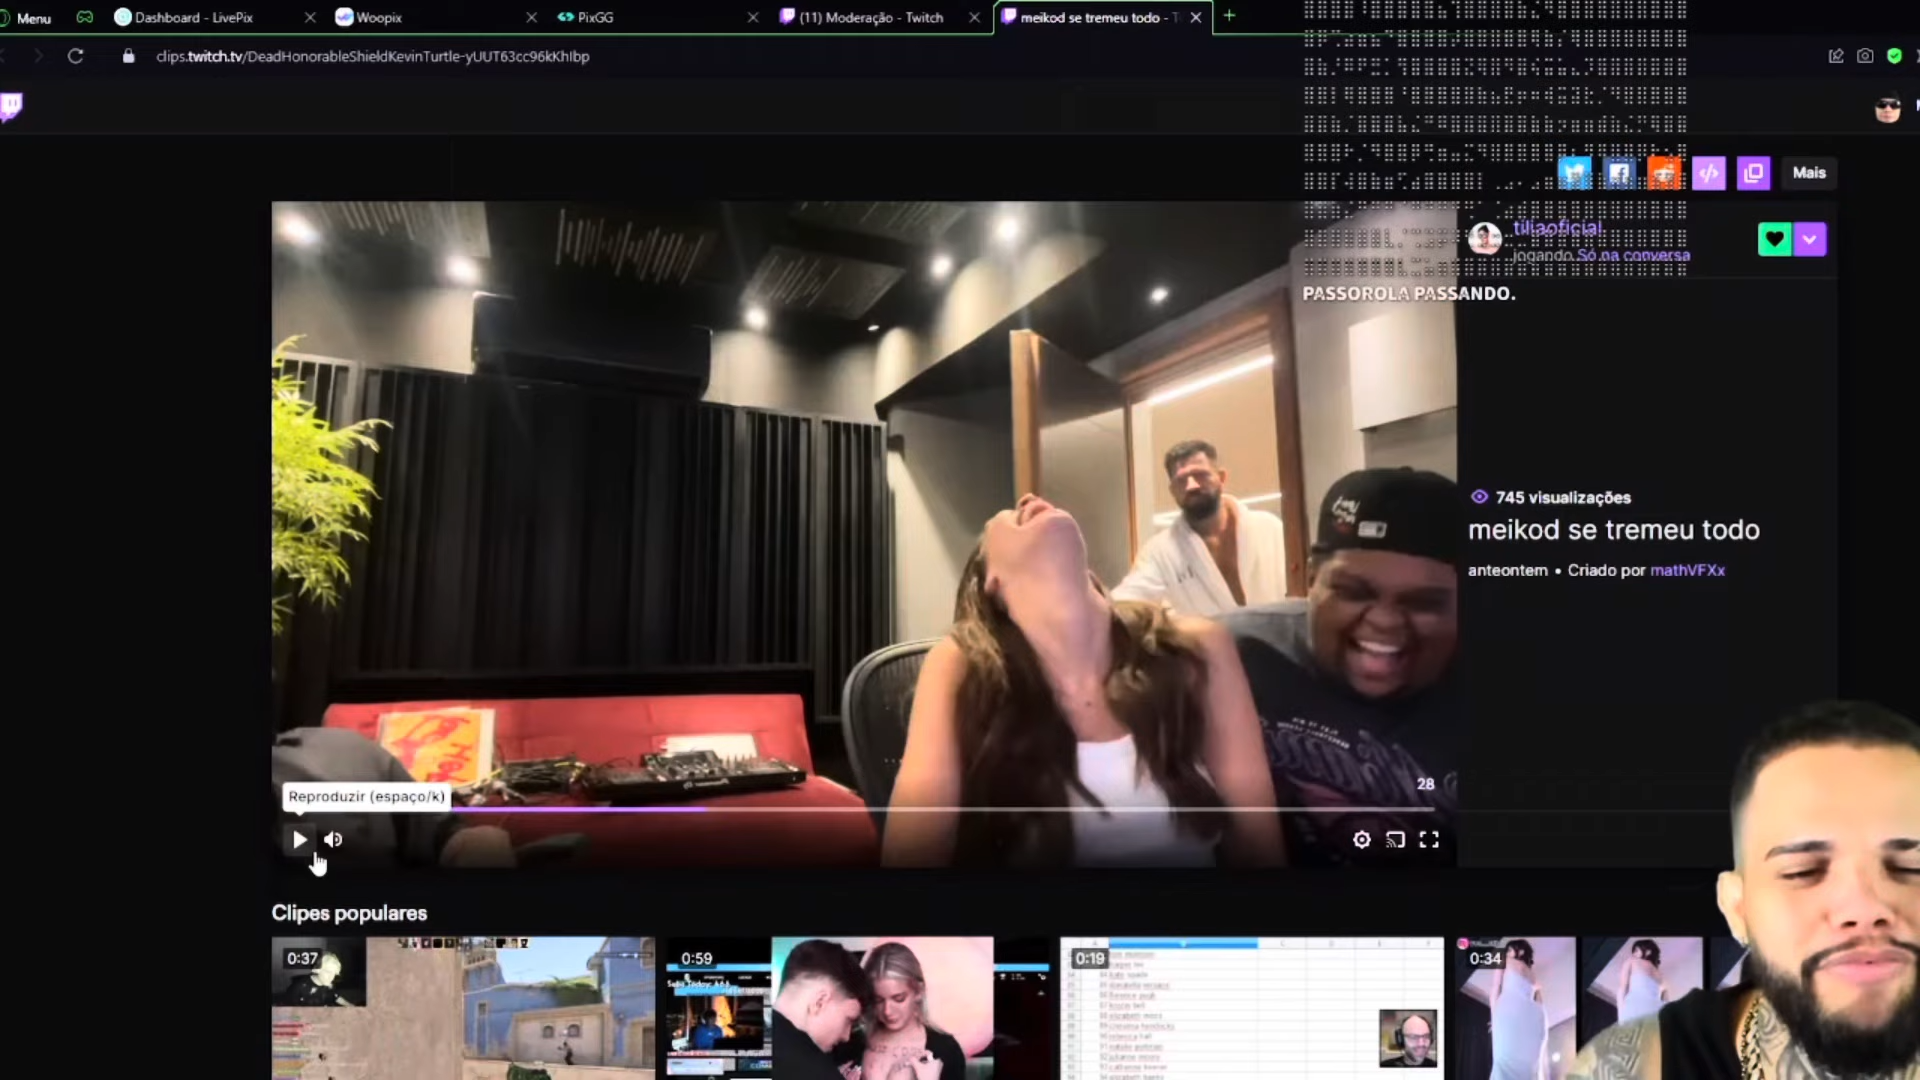 Menu
Dashboard - LivePix
Woopix
PixGG
(11) Moderação - Twitch
meikod se tremeu todo - T
clips.twitch.tv/DeadHonorableShieldKevinTurtle-yUUT63cc96kKhIbp
Mais
tiliaoficial
jogando Só na conversa
PASSOROLA PASSANDO.
745 visualizações
meikod se tremeu todo
anteontem • Criado por mathVFXx
28
Reproduzir (espaço/k)
Clipes populares
0:37
0:59
0:19
0:34